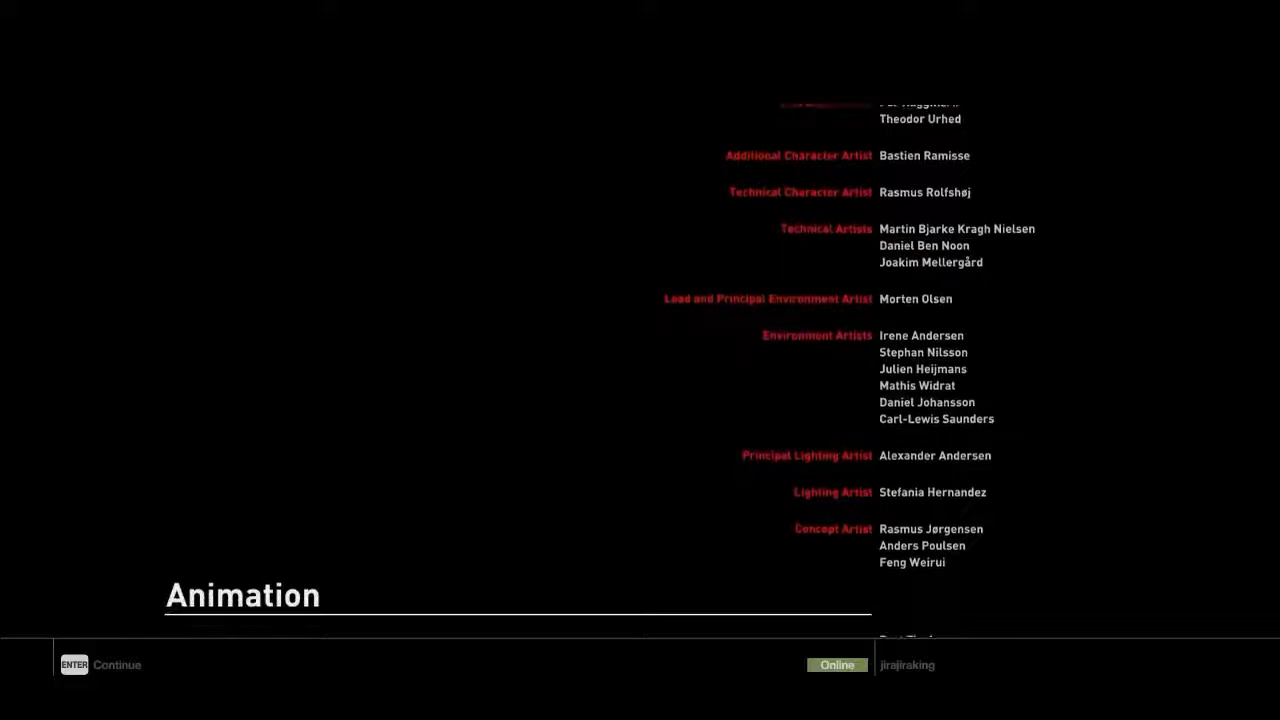 Theodor Urhed
Additional Character Artist Bastien Ramisse
Technical Character Artist Rasmus Rolfshøj
Technical Artists Martin Bjarke Kragh Nielsen
Daniel Ben Noon
Joakim Mellergård
Lead and Principal Environment Artist Morten Olsen
Environment Artists Irene Andersen
Stephan Nilsson
Julien Heijmans
Mathis Widrat
Daniel Johansson
Carl-Lewis Saunders
Principal Lighting Artist Alexander Andersen
Lighting Artist Stefania Hernandez
Concept Artist Rasmus Jørgensen
Anders Poulsen
Feng Weirui
Animation
ENTER Continue
Online jirajiraking